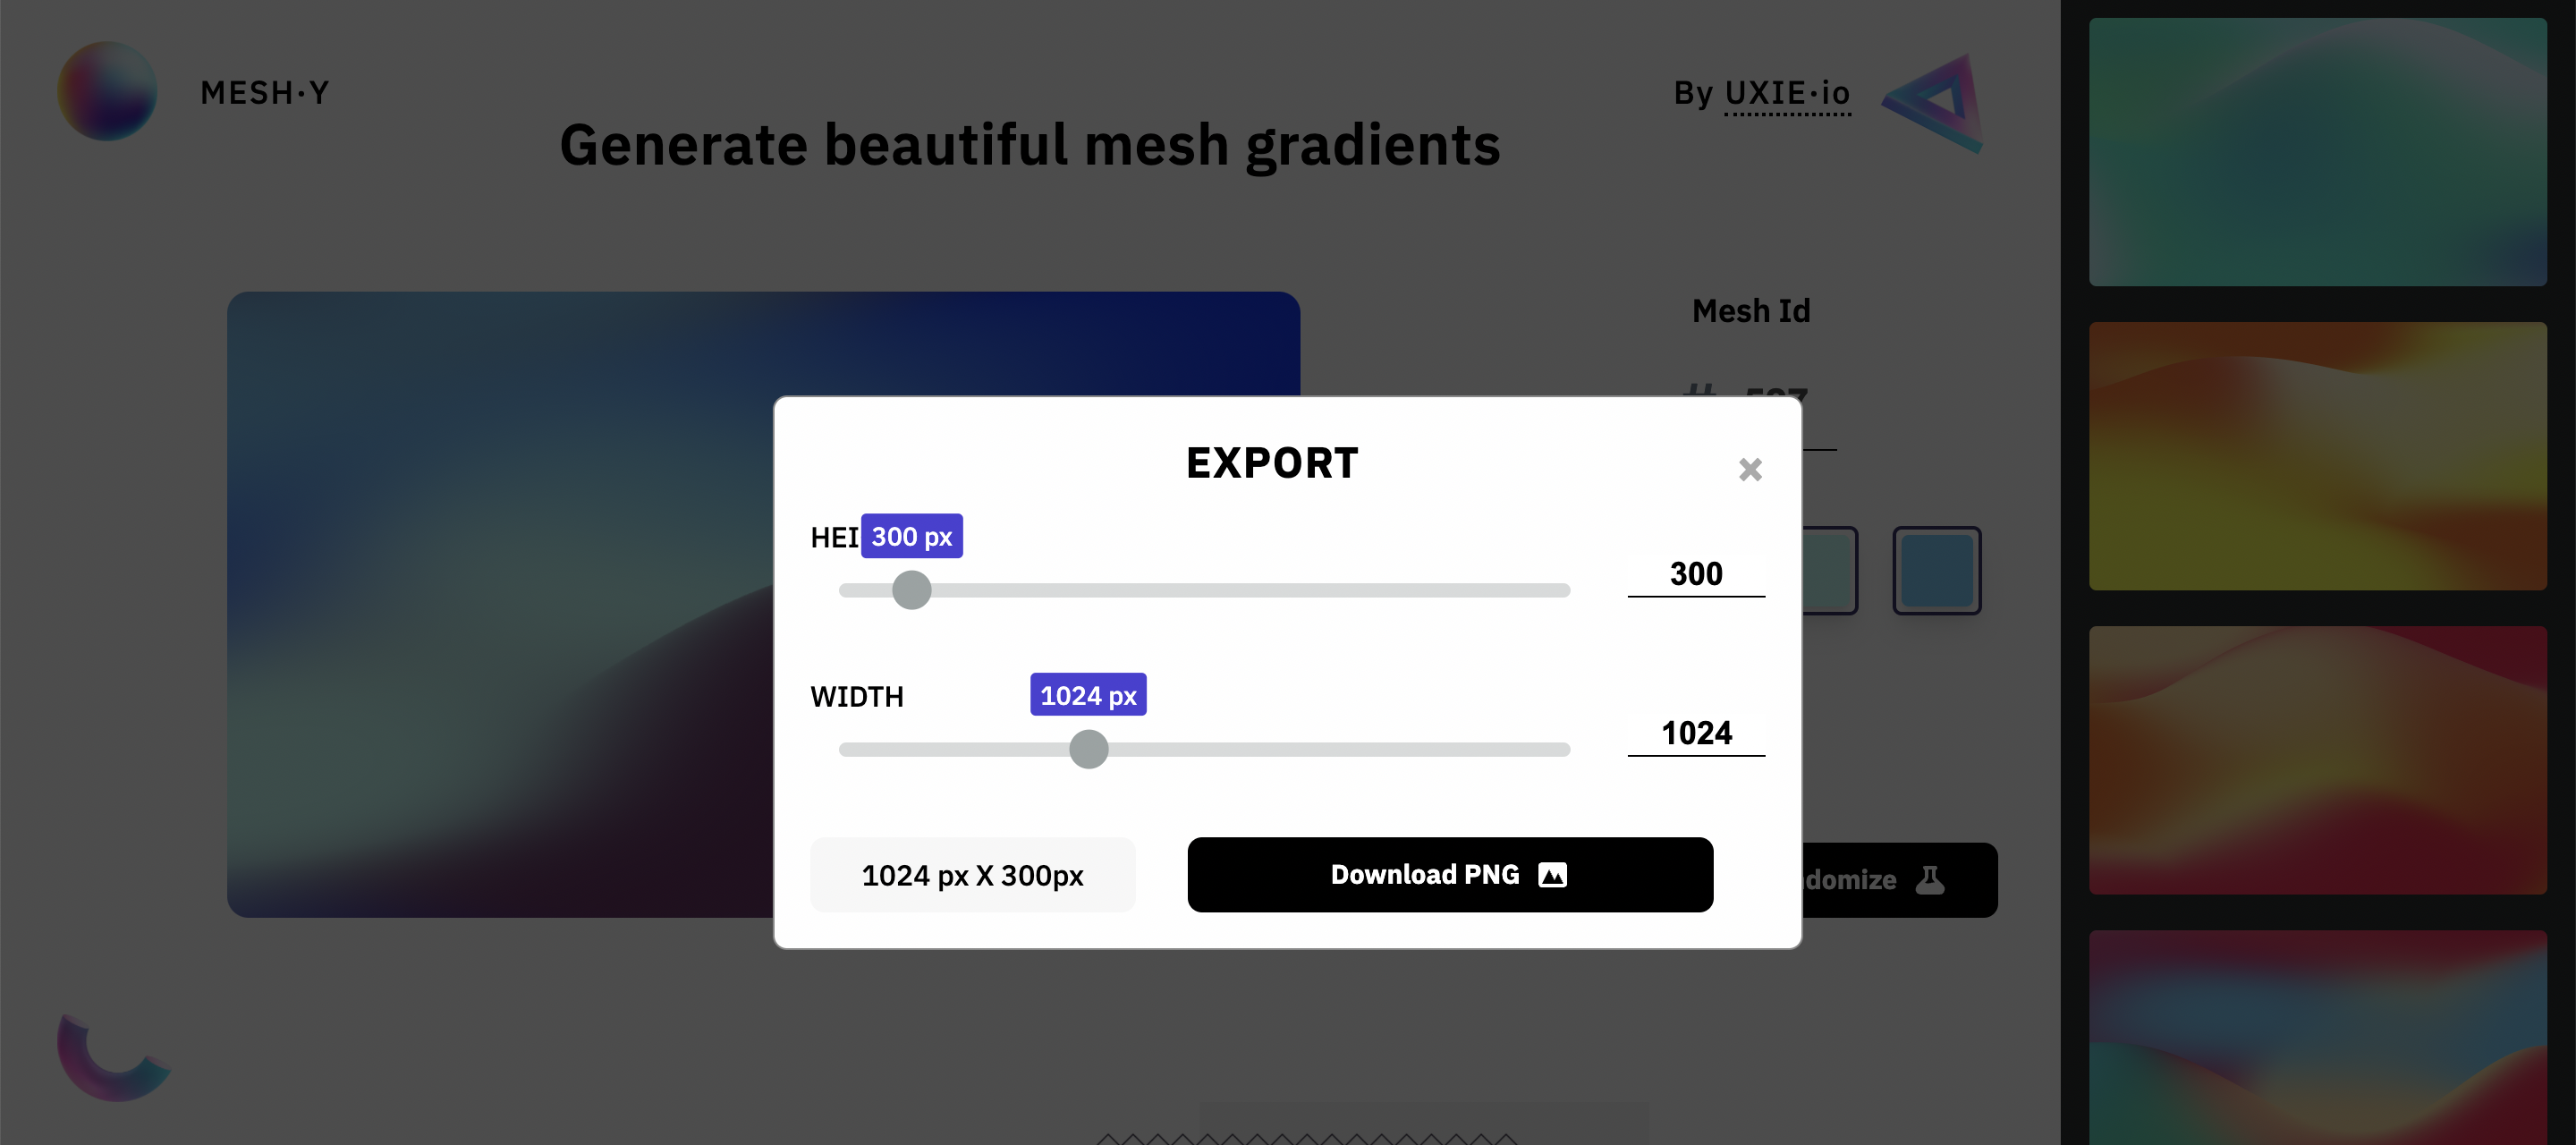 MESH·Y
By UXIE·io
Generate beautiful mesh gradients
Mesh Id
EXPORT
HEI
300 px
300
WIDTH
1024 px
1024
1024 px X 300px
Download PNG
domize